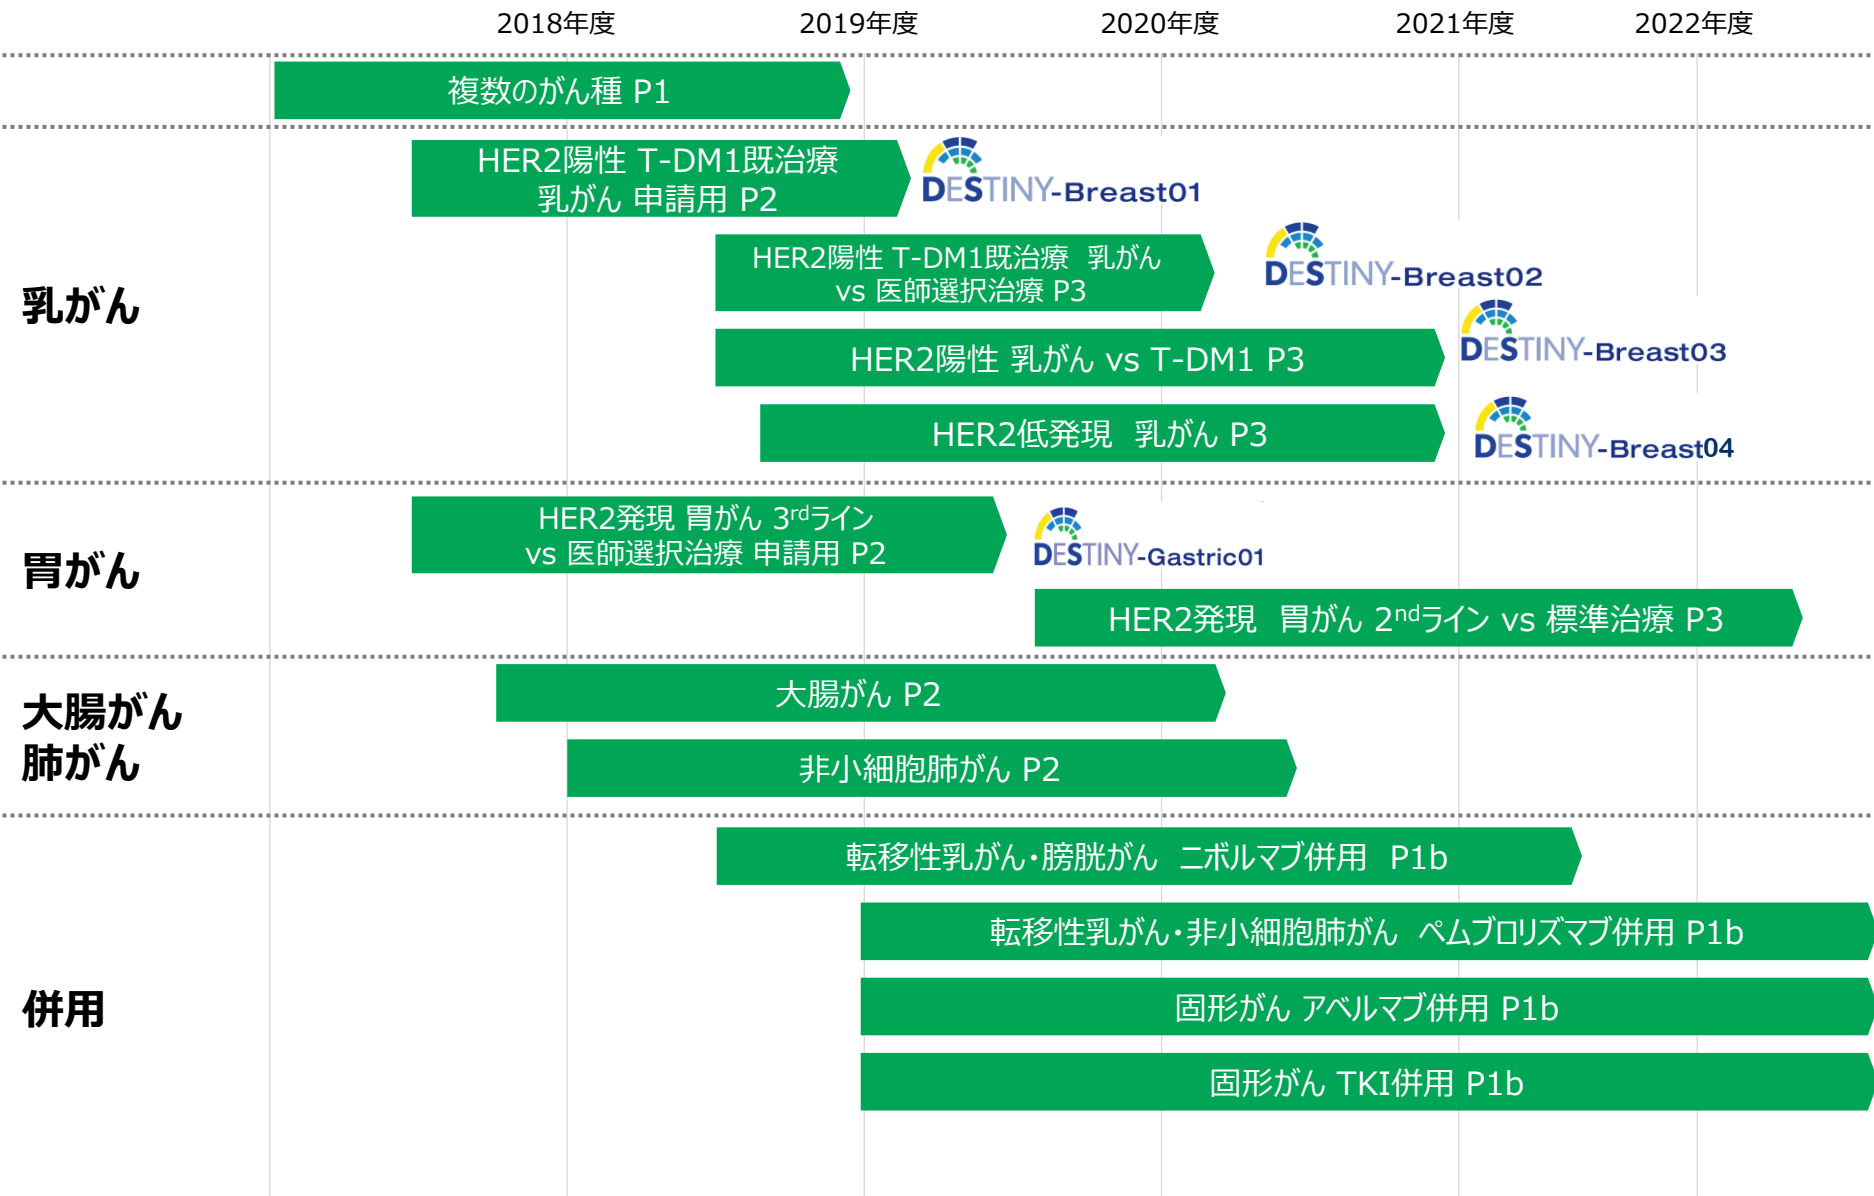 2018年度 2019年度 2020年度 2021年度 2022年度
複数のがん種 P1
乳がん
HER2陽性 T-DM1既治療
乳がん 申請用 P2
DESTINY-Breast01
HER2陽性 T-DM1既治療 乳がん
vs 医師選択治療 P3
DESTINY-Breast02
HER2陽性 乳がん vs T-DM1 P3
DESTINY-Breast03
HER2低発現 乳がん P3
DESTINY-Breast04
胃がん
HER2発現 胃がん 3rdライン
vs 医師選択治療 申請用 P2
DESTINY-Gastric01
HER2発現 胃がん 2ndライン vs 標準治療 P3
大腸がん
肺がん
大腸がん P2
非小細胞肺がん P2
併用
転移性乳がん・膀胱がん ニボルマブ併用 P1b
転移性乳がん・非小細胞肺がん ペムブロリズマブ併用 P1b
固形がん アベルマブ併用 P1b
固形がん TKI併用 P1b